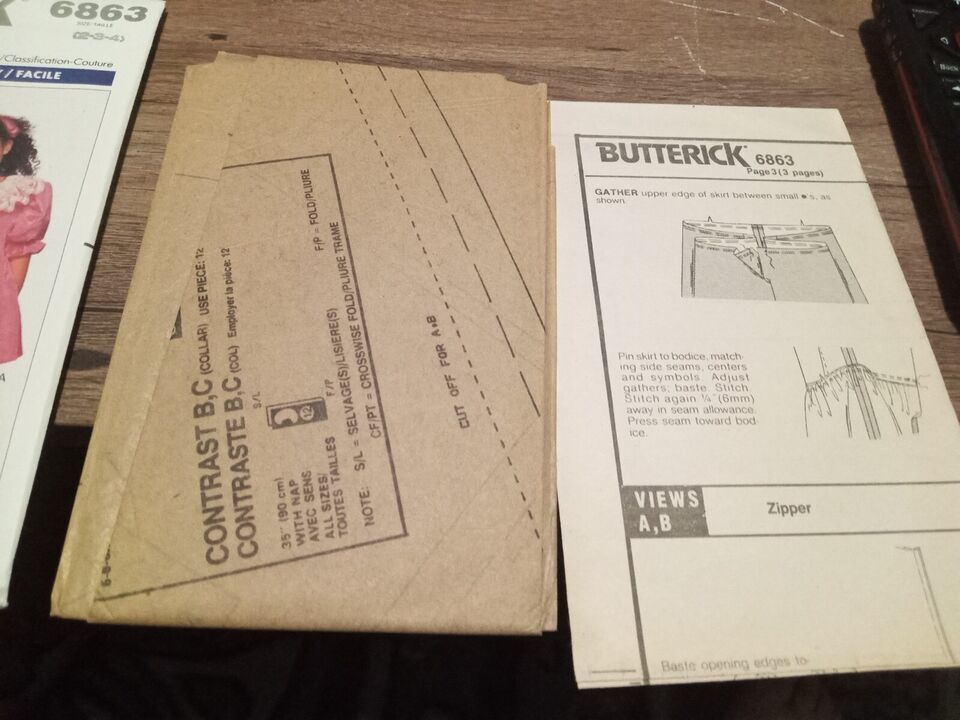 6863
SIZE/TAILLE
(2-3-4)
/Classification-Couture
/ FACILE
A
CONTRAST B,C (COLLAR) USE PIECE: 12
CONTRASTE B,C (COL) Employer la pièce: 12
S/L
F/P
12
35" (90 cm)
WITH NAP
AVEC SENS
ALL SIZES/
TOUTES TAILLES
NOTE: S/L = SELVAGE(S)/LISIERE(S) F/P = FOLD/PLIURE
CF/PT = CROSSWISE FOLD/PLIURE TRAME
CUT OFF FOR A•B
BUTTERICK® 6863
Page 3 (3 pages)
GATHER upper edge of skirt between small ●'s, as
shown.
Pin skirt to bodice, match-
ing side seams, centers
and symbols. Adjust
gathers; baste. Stitch.
Stitch again ¼" (6mm)
away in seam allowance.
Press seam toward bod-
ice.
VIEWS
A,B
Zipper
Baste opening edges to-
Back